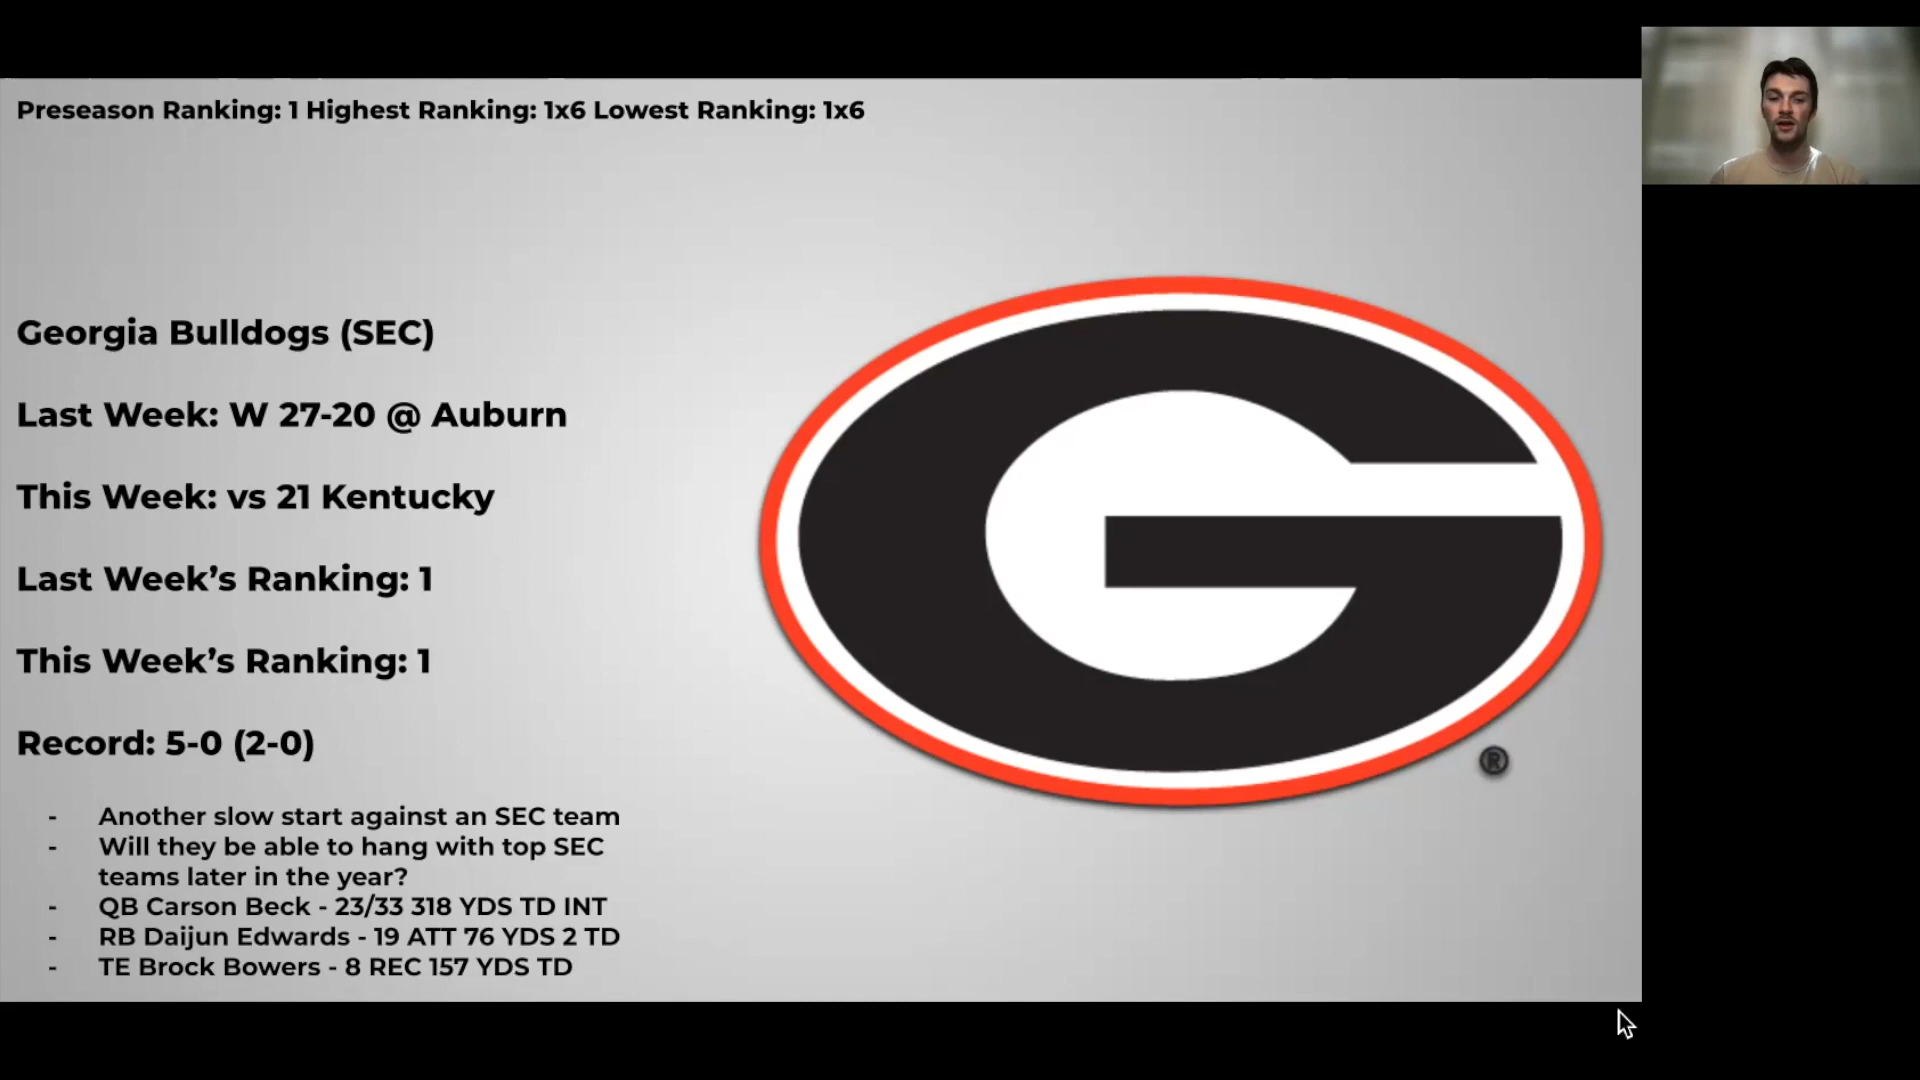 Preseason Ranking: 1 Highest Ranking: 1x6 Lowest Ranking: 1x6
Georgia Bulldogs (SEC)
Last Week: W 27-20 @ Auburn
This Week: vs 21 Kentucky
Last Week’s Ranking: 1
This Week’s Ranking: 1
Record: 5-0 (2-0)
- Another slow start against an SEC team
- Will they be able to hang with top SEC
teams later in the year?
- QB Carson Beck - 23/33 318 YDS TD INT
- RB Daijun Edwards - 19 ATT 76 YDS 2 TD
- TE Brock Bowers - 8 REC 157 YDS TD
G
®